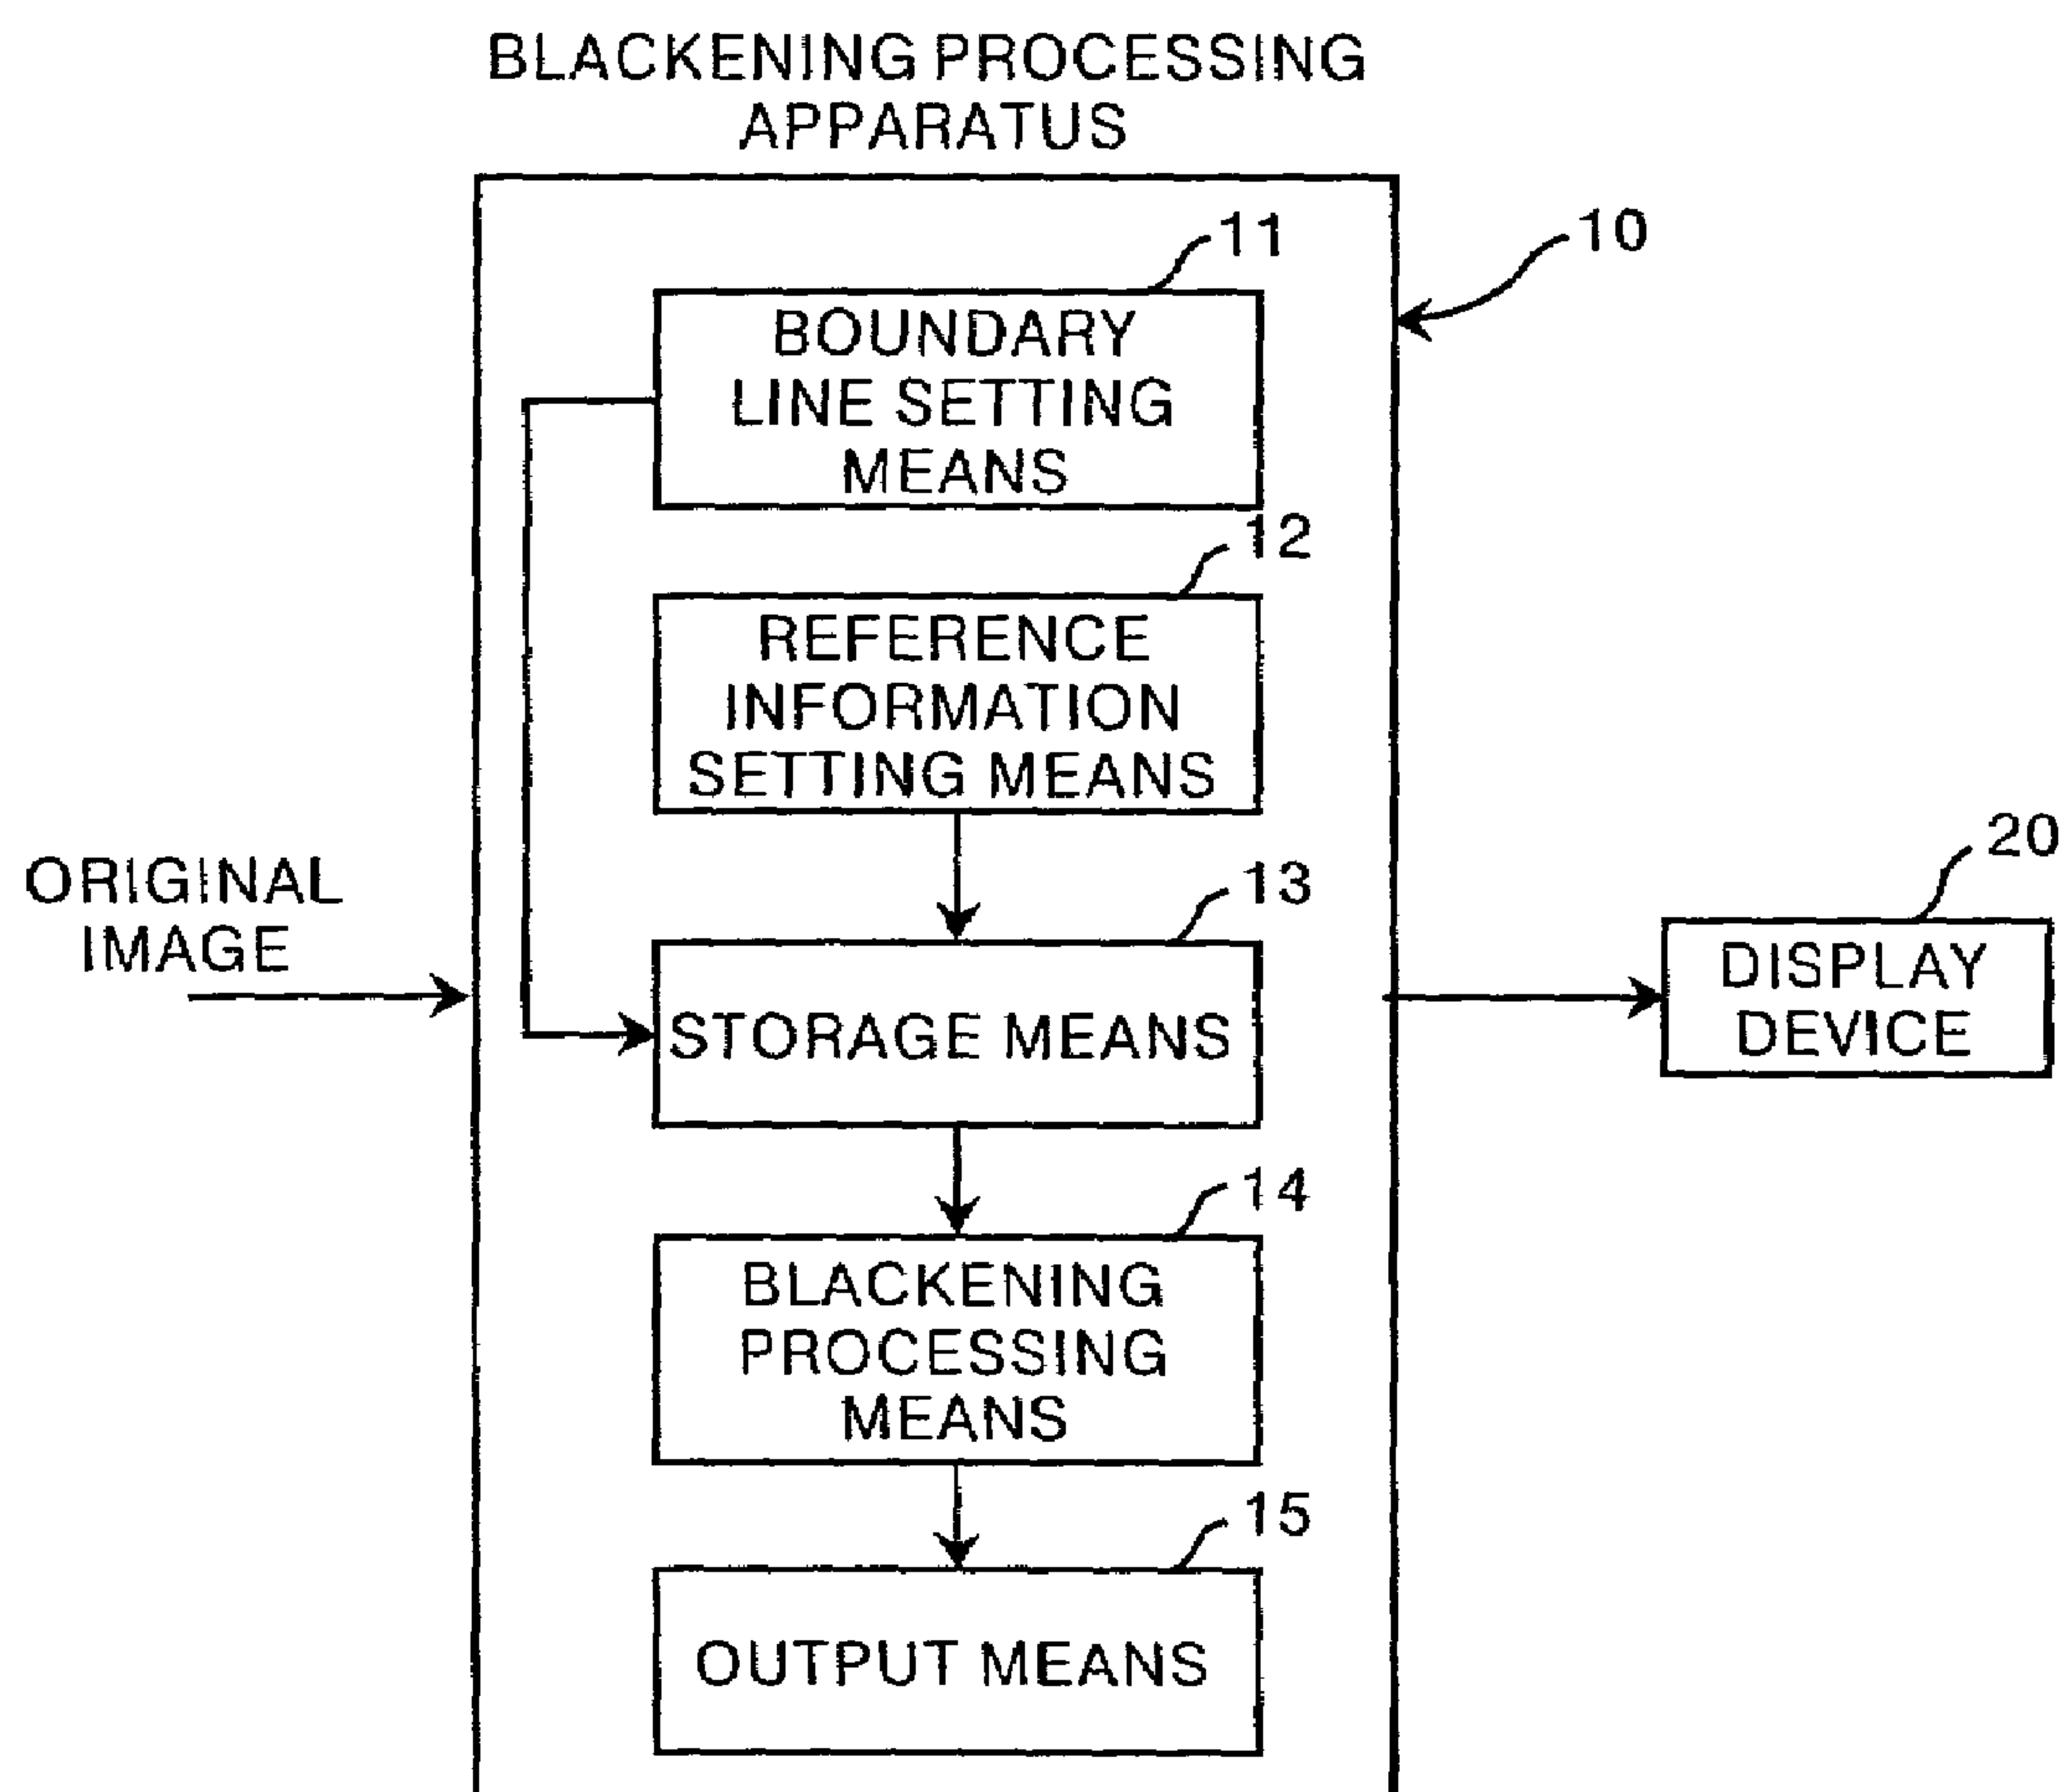 BLACKENING PROCESSING
APPARATUS
11
10
BOUNDARY
LINE SETTING
MEANS
12
REFERENCE
INFORMATION
SETTING MEANS
ORIGINAL
IMAGE
13
STORAGE MEANS
20
DISPLAY
DEVICE
14
BLACKENING
PROCESSING
MEANS
15
OUTPUT MEANS